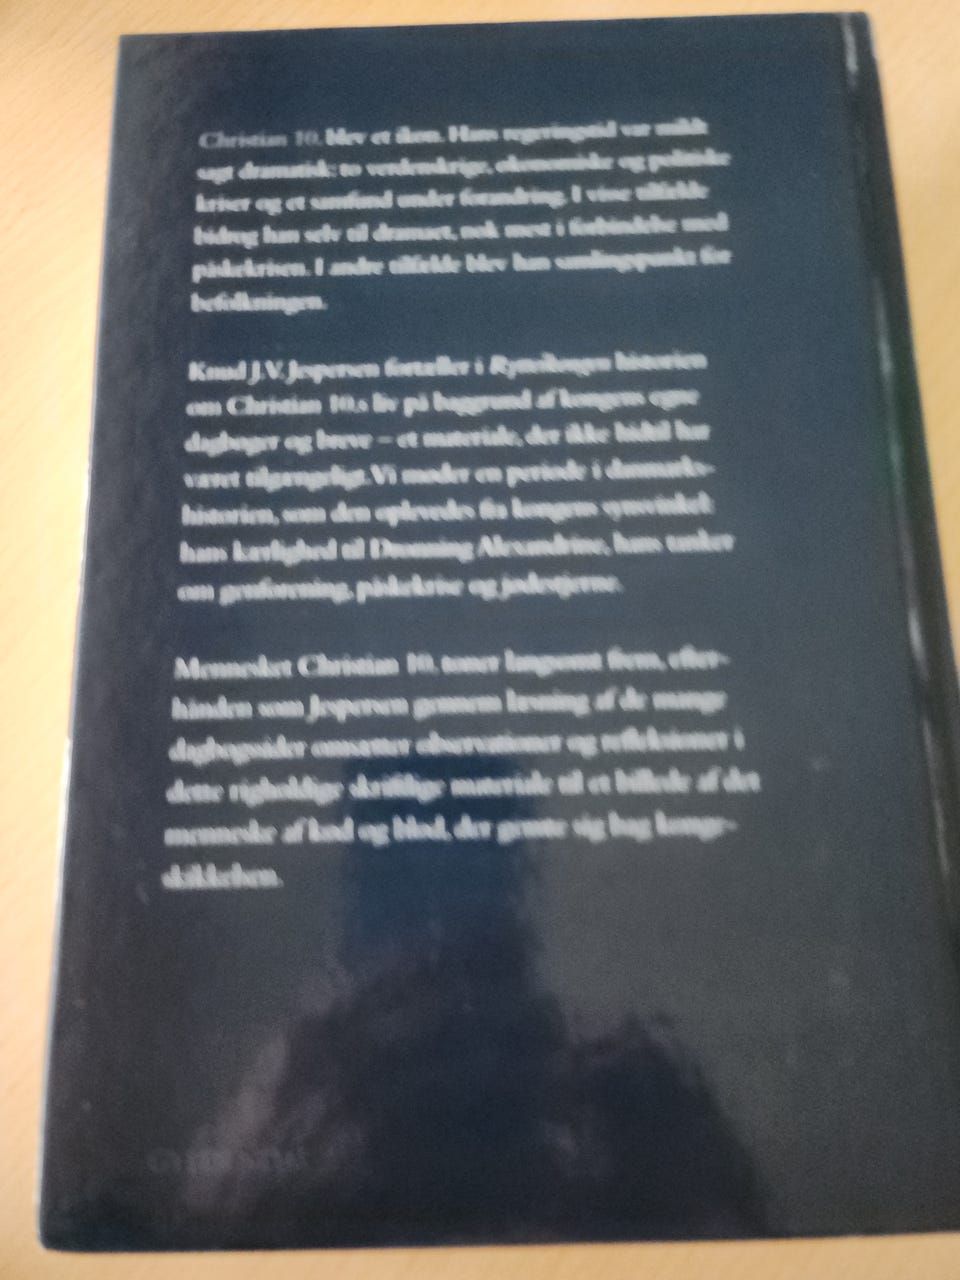 Christian 10. blev et ikon. Hans regeringstid var mildt
sagt dramatisk: to verdenskrige, økonomiske og politiske
kriser og et samfund under forandring. I visse tilfælde
bidrog han selv til dramaet, nok mest i forbindelse med
påskekrisen. I andre tilfælde blev han samlingspunkt for
befolkningen.
Knud J.V. Jespersen fortæller i Rytterkongen historien
om Christian 10.s liv på baggrund af kongens egne
dagbøger og breve – et materiale, der ikke hidtil har
været tilgængeligt. Vi møder en periode i danmarks-
historien, som den oplevedes fra kongens synsvinkel:
hans kærlighed til Dronning Alexandrine, hans tanker
om genforening, påskekrise og jødestjerne.
Mennesket Christian 10. toner langsomt frem, efter-
hånden som Jespersen gennem læsning af de mange
dagbogssider omsætter observationer og refleksioner i
dette righoldige skriftlige materiale til et billede af det
menneske af kød og blod, der gemte sig bag konge-
skikkelsen.